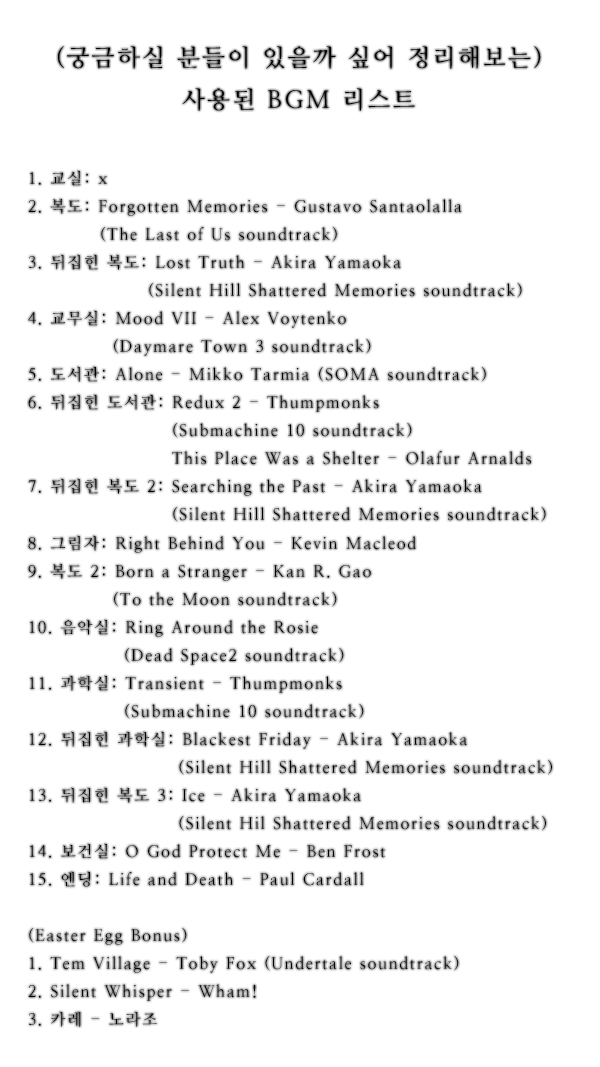 (궁금하실 분들이 있을까 싶어 정리해보는)
사용된 BGM 리스트
1. 교실: x
2. 복도: Forgotten Memories - Gustavo Santaolalla
(The Last of Us soundtrack)
3. 뒤집힌 복도: Lost Truth - Akira Yamaoka
(Silent Hill Shattered Memories soundtrack)
4. 교무실: Mood VII - Alex Voytenko
(Daymare Town 3 soundtrack)
5. 도서관: Alone - Mikko Tarmia (SOMA soundtrack)
6. 뒤집힌 도서관: Redux 2 - Thumpmonks
(Submachine 10 soundtrack)
This Place Was a Shelter - Olafur Arnalds
7. 뒤집힌 복도 2: Searching the Past - Akira Yamaoka
(Silent Hill Shattered Memories soundtrack)
8. 그림자: Right Behind You - Kevin Macleod
9. 복도 2: Born a Stranger - Kan R. Gao
(To the Moon soundtrack)
10. 음악실: Ring Around the Rosie
(Dead Space2 soundtrack)
11. 과학실: Transient - Thumpmonks
(Submachine 10 soundtrack)
12. 뒤집힌 과학실: Blackest Friday - Akira Yamaoka
(Silent Hill Shattered Memories soundtrack)
13. 뒤집힌 복도 3: Ice - Akira Yamaoka
(Silent Hil Shattered Memories soundtrack)
14. 보건실: O God Protect Me - Ben Frost
15. 엔딩: Life and Death - Paul Cardall
(Easter Egg Bonus)
1. Tem Village - Toby Fox (Undertale soundtrack)
2. Silent Whisper - Wham!
3. 카레 - 노라조